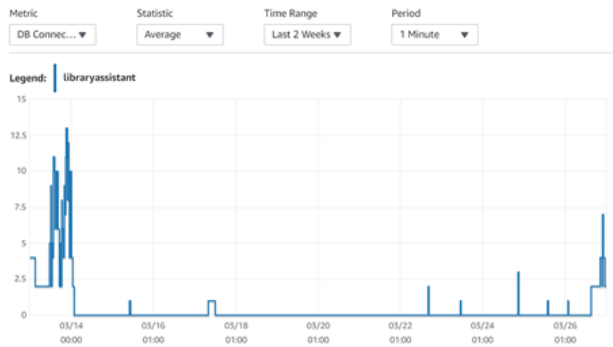 Metric Statistic Time Range Period
DB Connec... ▼ Average ▼ Last 2 Weeks ▼ 1 Minute ▼
Legend: libraryassistant
15
12.5
10
7.5
5
2.5
0
03/14 03/16 03/18 03/20 03/22 03/24 03/26
00:00 01:00 01:00 01:00 01:00 01:00 01:00